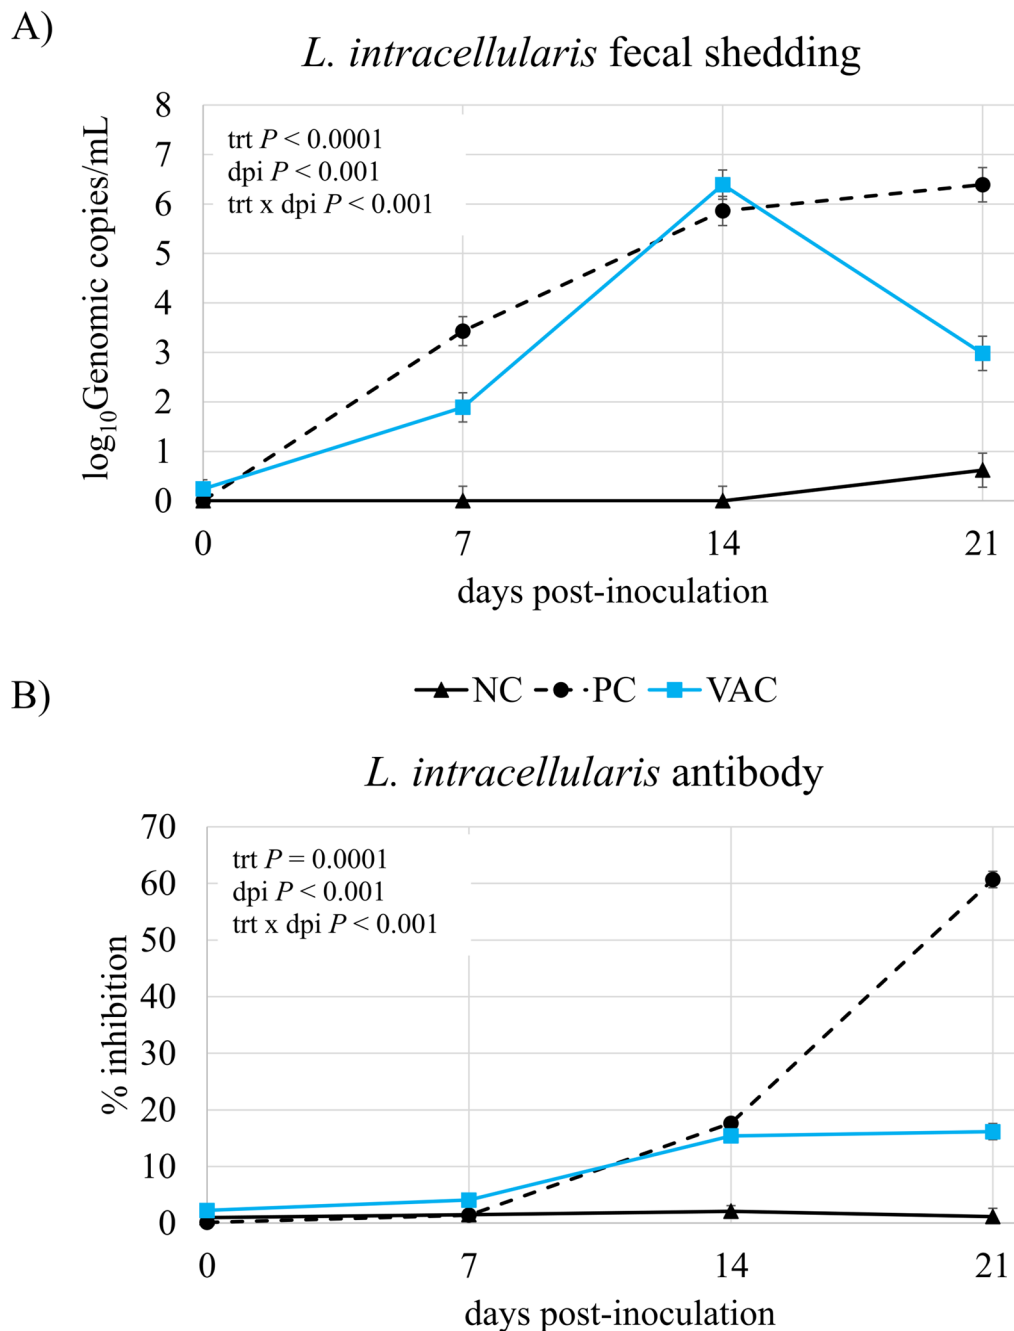 A)
L. intracellularis fecal shedding
8
7
6
5
4
3
2
1
0
log₁₀Genomic copies/mL
trt P < 0.0001
dpi P < 0.001
trt x dpi P < 0.001
0 7 14 21
days post-inoculation
NC PC VAC
B)
L. intracellularis antibody
70
60
50
40
30
20
10
0
% inhibition
trt P = 0.0001
dpi P < 0.001
trt x dpi P < 0.001
0 7 14 21
days post-inoculation